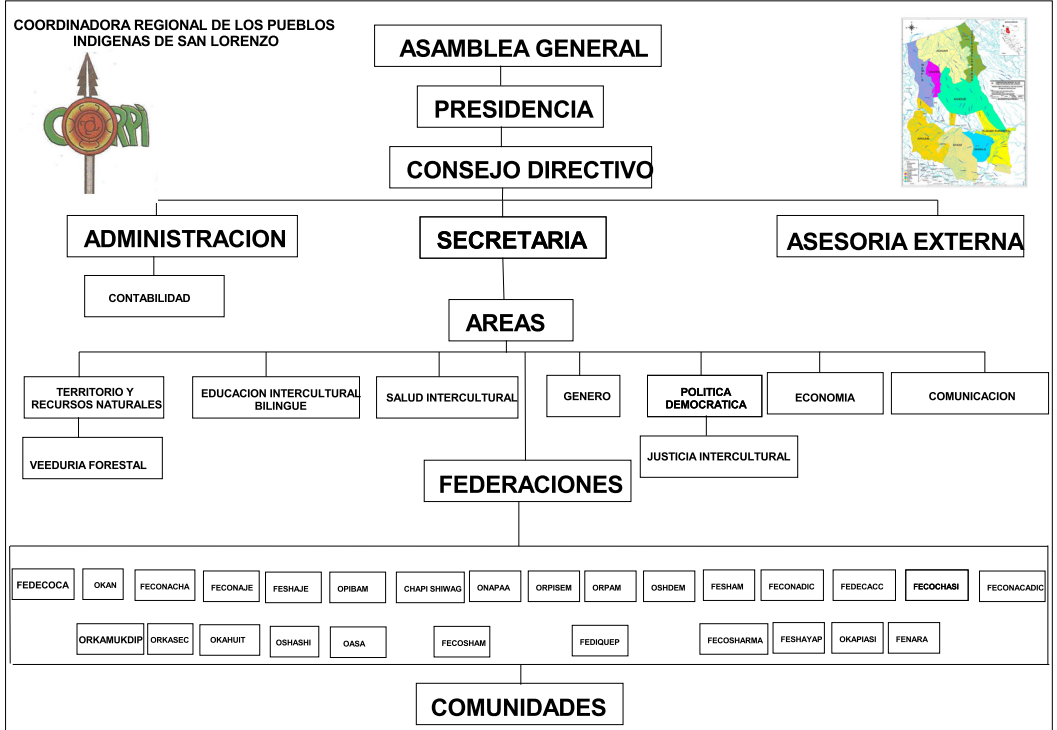 COORDINADORA REGIONAL DE LOS PUEBLOS
INDIGENAS DE SAN LORENZO
CORPI
ASAMBLEA GENERAL
PRESIDENCIA
CONSEJO DIRECTIVO
ADMINISTRACION
SECRETARIA
ASESORIA EXTERNA
CONTABILIDAD
AREAS
TERRITORIO Y
RECURSOS NATURALES
EDUCACION INTERCULTURAL
BILINGUE
SALUD INTERCULTURAL
GENERO
POLITICA
DEMOCRATICA
ECONOMIA
COMUNICACION
VEEDURIA FORESTAL
JUSTICIA INTERCULTURAL
FEDERACIONES
FEDECOCA
OKAN
FECONACHA
FECONAJE
FESHAJE
OPIBAM
CHAPI SHIWAG
ONAPAA
ORPISEM
ORPAM
OSHDEM
FESHAM
FECONADIC
FEDECACC
FECOCHASI
FECONACADIC
ORKAMUKDIP
ORKASEC
OKAHUIT
OSHASHI
OASA
FECOSHAM
FEDIQUEP
FECOSHARMA
FESHAYAP
OKAPIASI
FENARA
COMUNIDADES